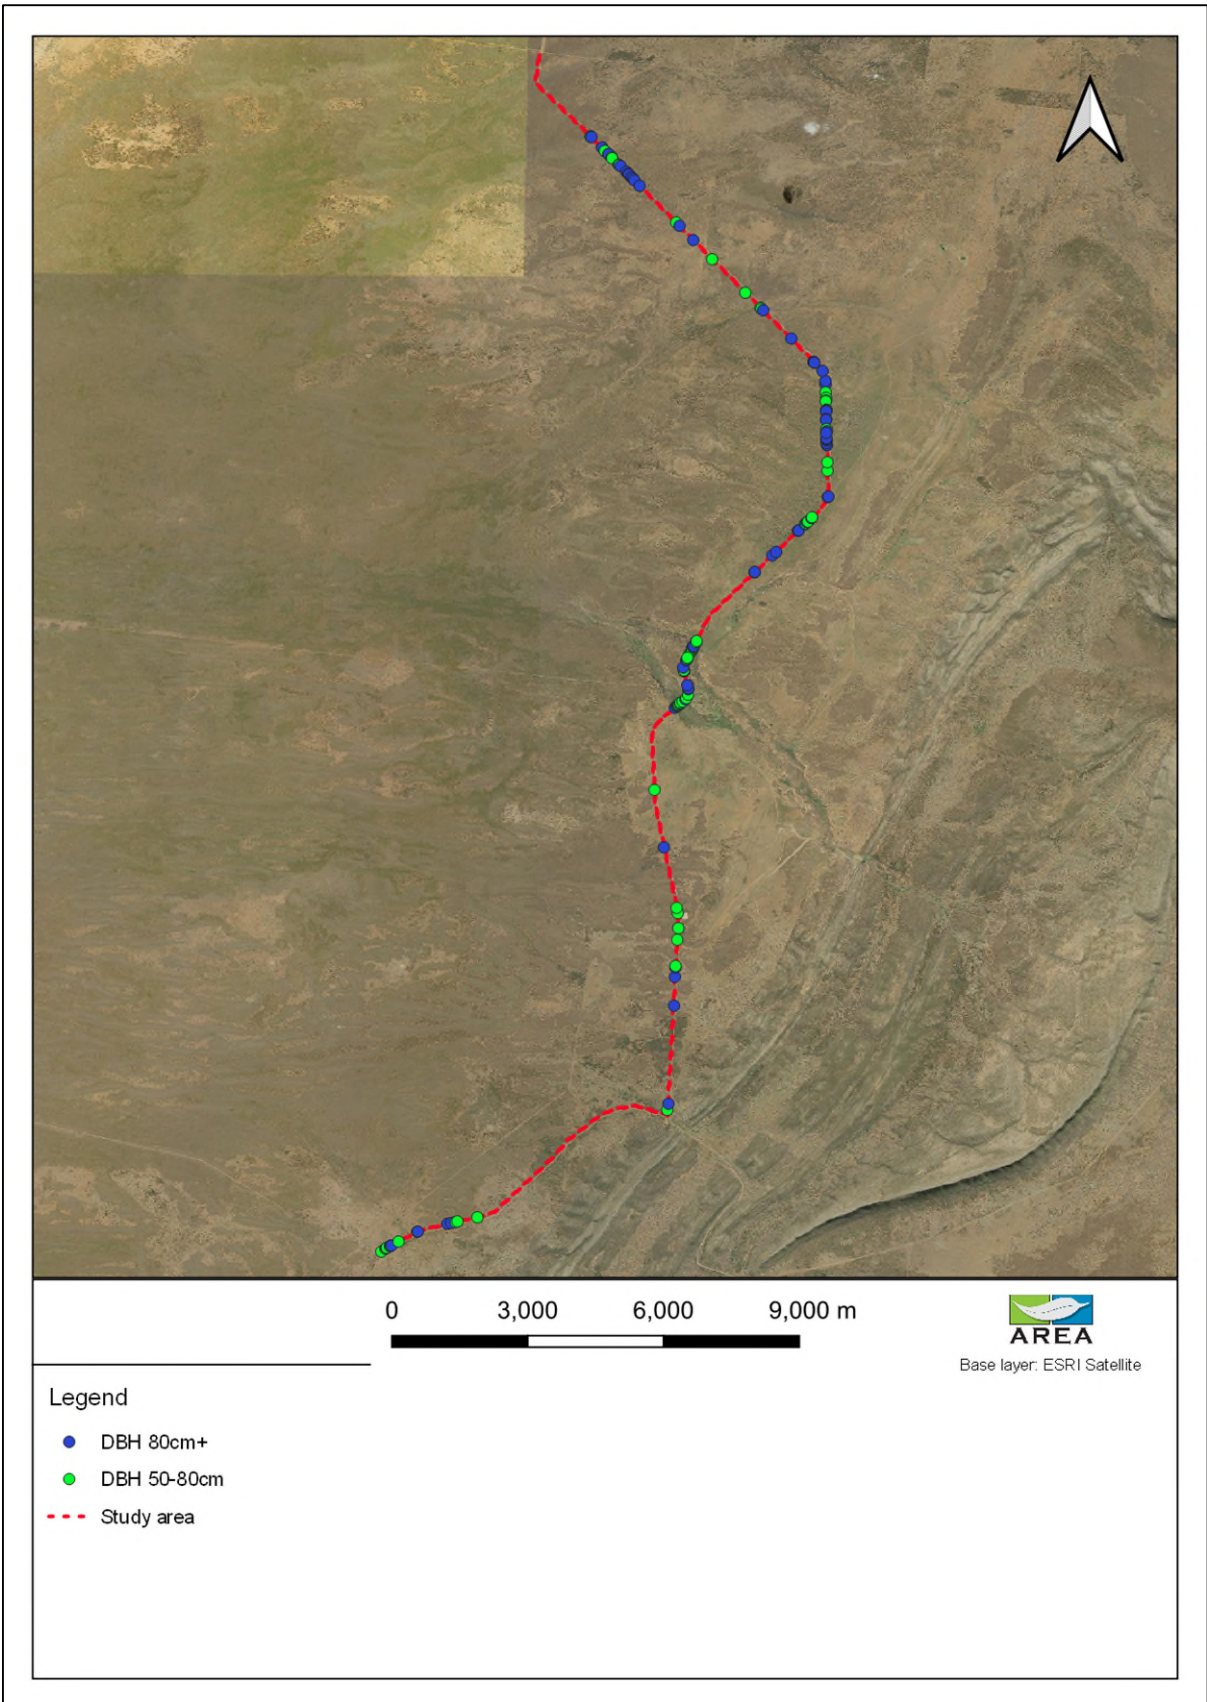 0 3,000 6,000 9,000 m
AREA
Base layer: ESRI Satellite
Legend
DBH 80cm+
DBH 50-80cm
Study area